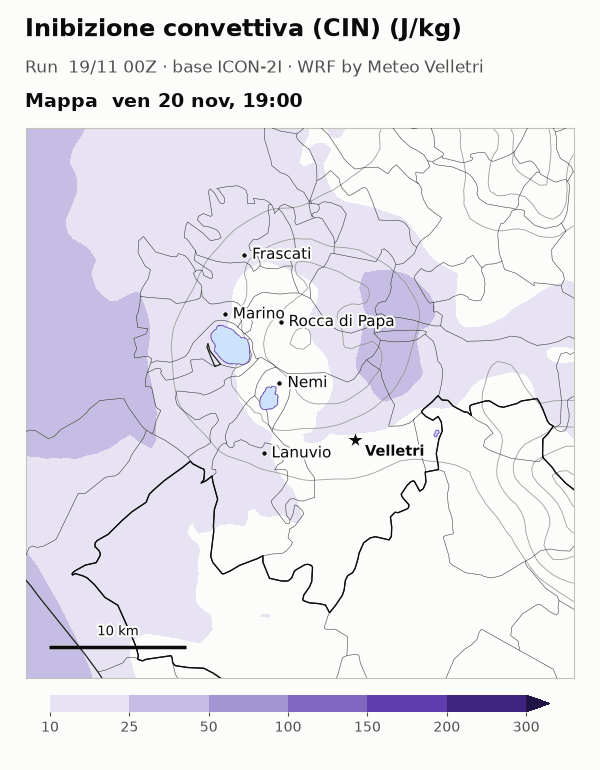 Inibizione convettiva (CIN) (J/kg)
Run  19/11 00Z · base ICON-2I · WRF by Meteo Velletri
Mappa  ven 20 nov, 19:00
Frascati
Marino
Rocca di Papa
Nemi
Velletri
Lanuvio
10 km
10 25 50 100 150 200 300